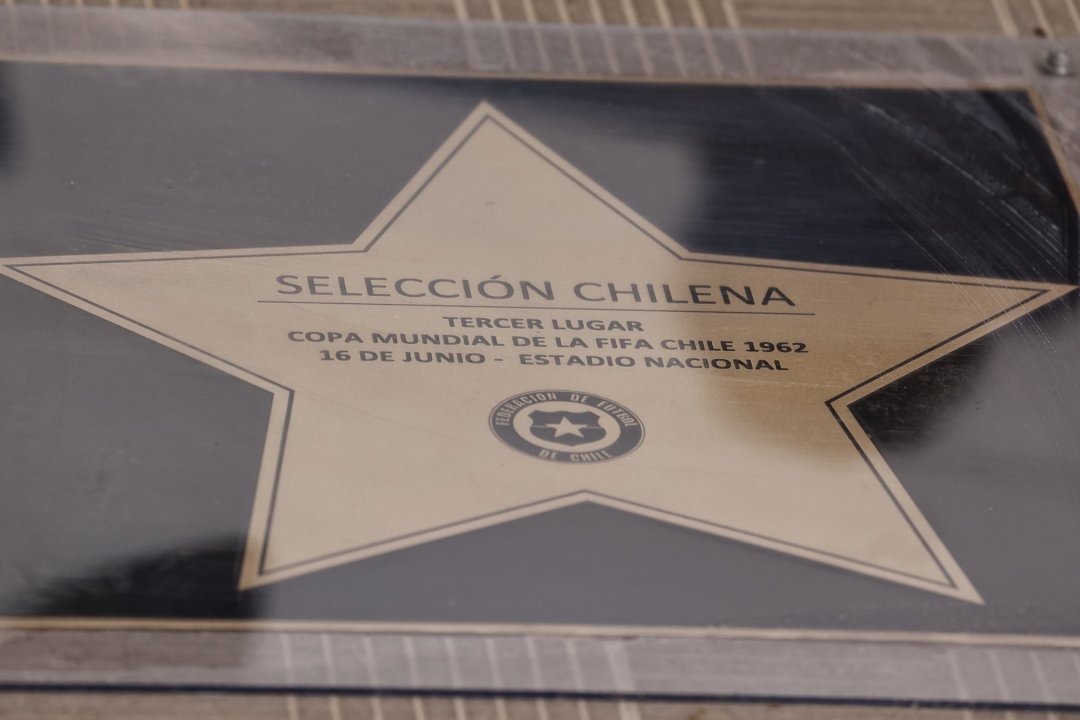 SELECCIÓN CHILENA
TERCER LUGAR
COPA MUNDIAL DE LA FIFA CHILE 1962
16 DE JUNIO - ESTADIO NACIONAL
FEDERACION DE FUTBOL
DE CHILE